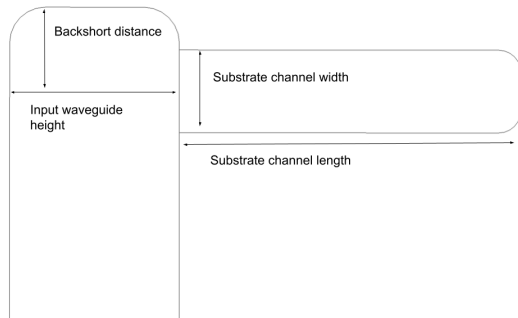 Backshort distance
Substrate channel width
Input waveguide
height
Substrate channel length